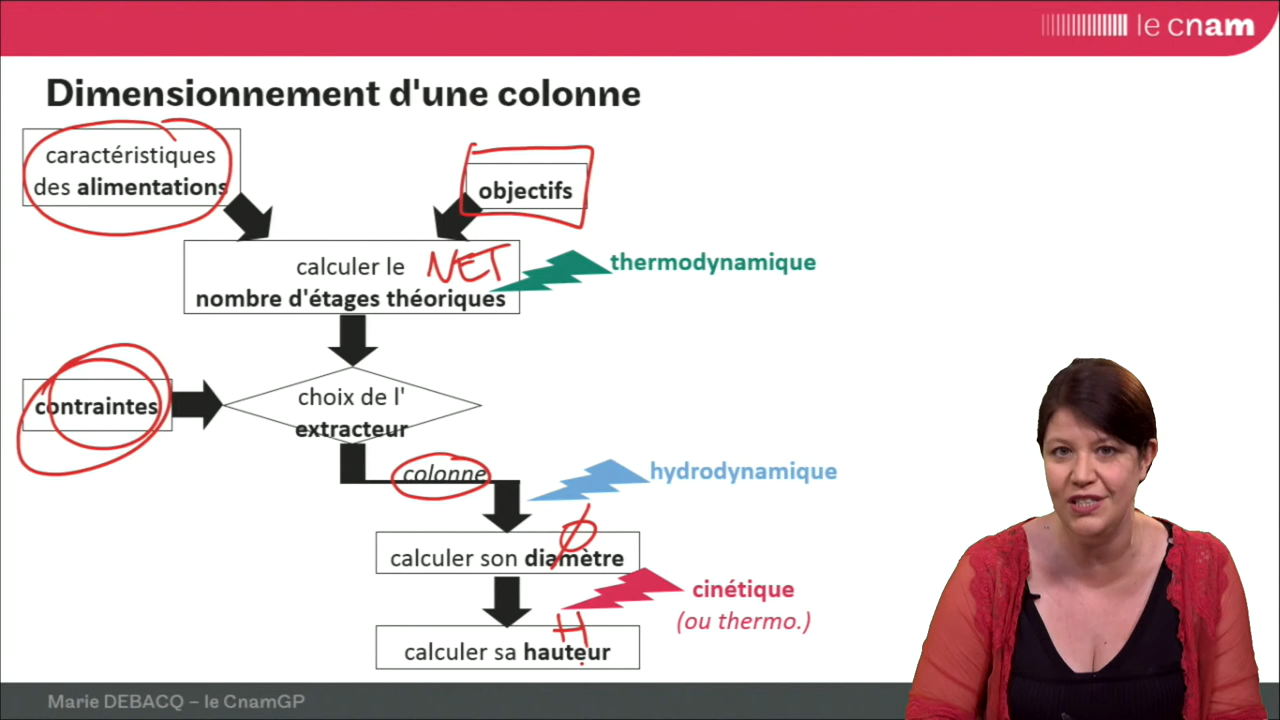 le cnam
Dimensionnement d'une colonne
caractéristiques
des alimentations
objectifs
calculer le NET
nombre d'étages théoriques
thermodynamique
contraintes
choix de l'
extracteur
colonne
hydrodynamique
Ø
calculer son diamètre
cinétique
(ou thermo.)
H
calculer sa hauteur
Marie DEBACQ – le CnamGP